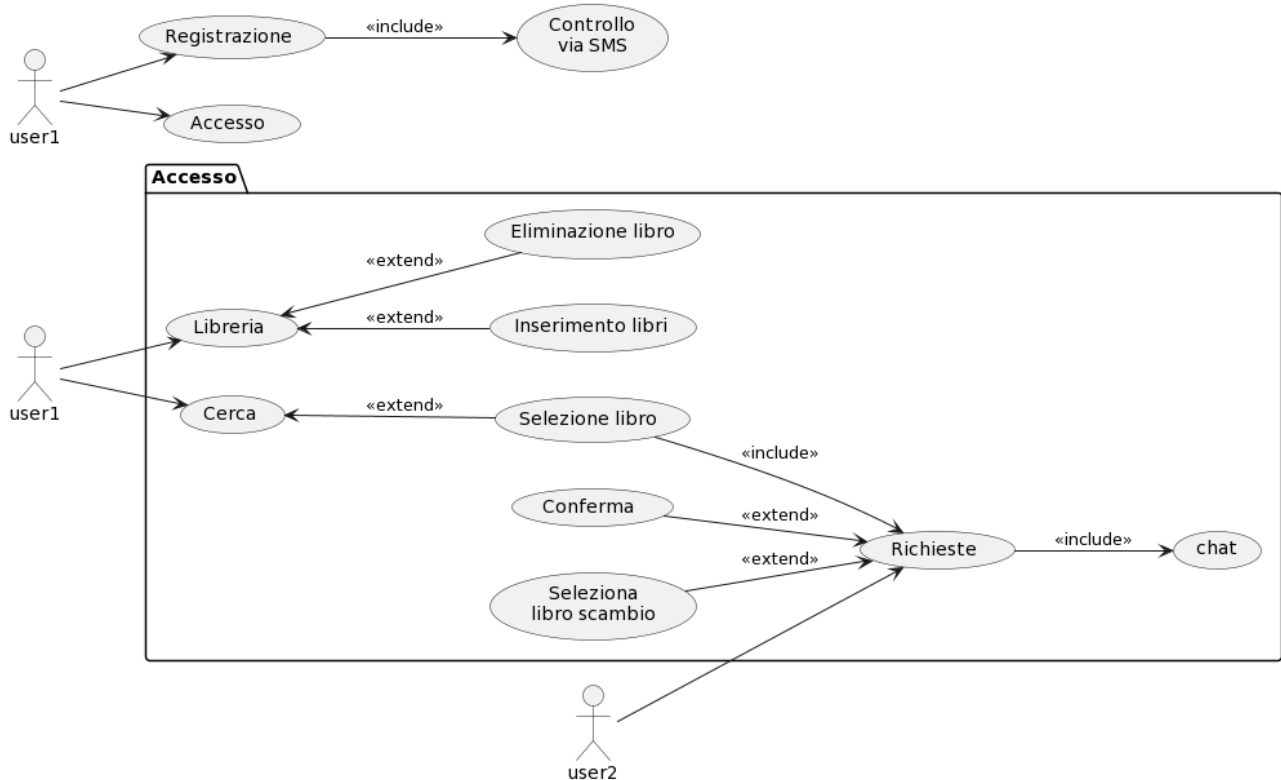 Registrazione
«include»
Controllo
via SMS
user1
Accesso
Accesso
Eliminazione libro
«extend»
Libreria
«extend»
Inserimento libri
user1
Cerca
«extend»
Selezione libro
«include»
Conferma
«extend»
Richieste
«include»
chat
«extend»
Seleziona
libro scambio
user2